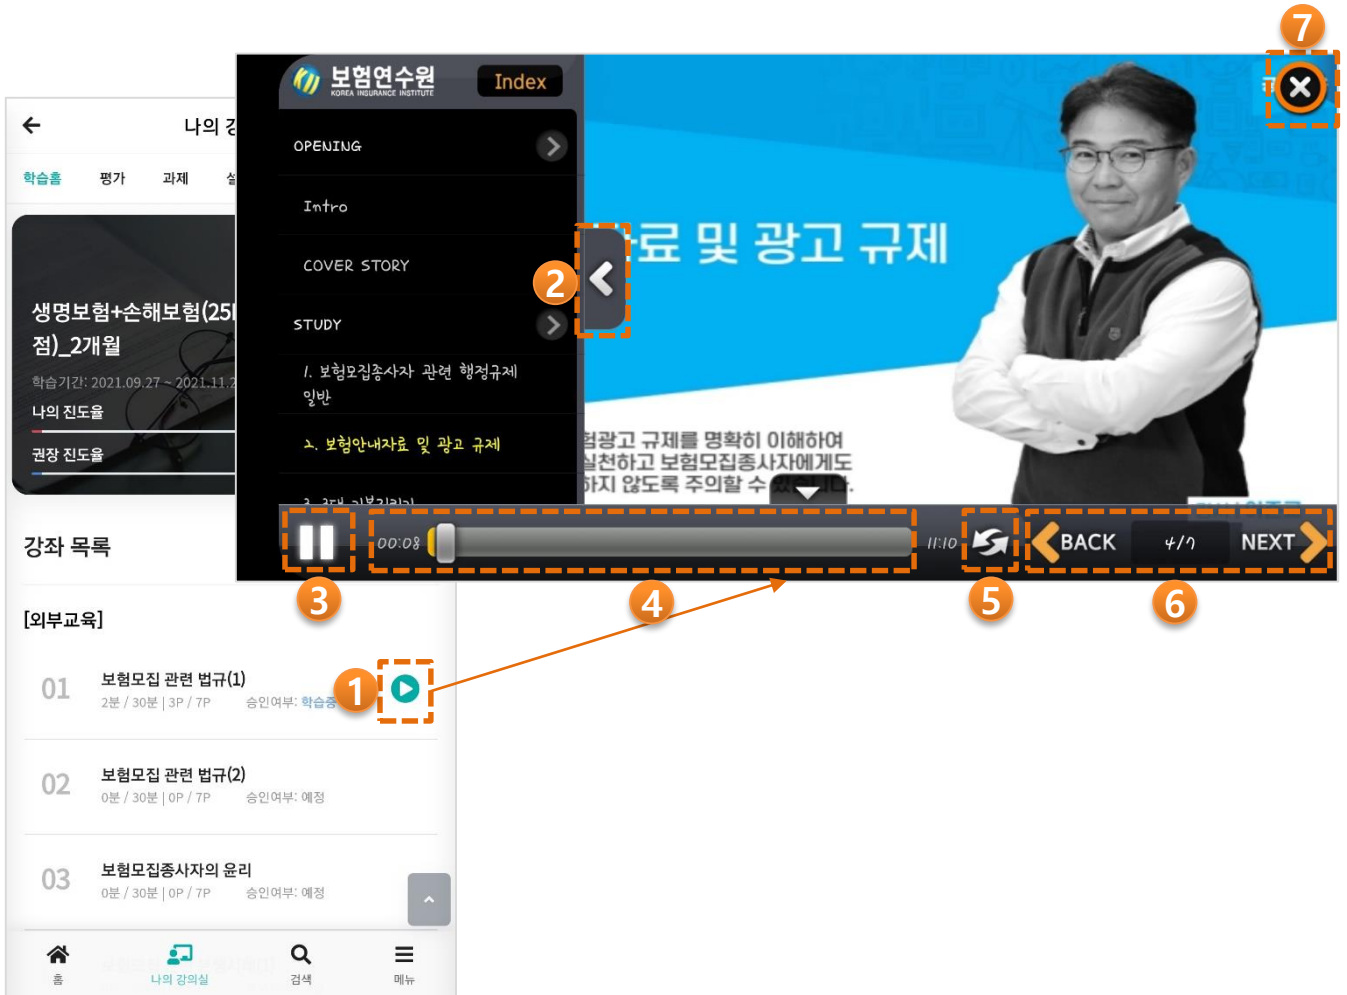 7
보험연수원
KOREA INSURANCE INSTITUTE
Index
OPENING
Intro
COVER STORY
STUDY
1. 보험모집종사자 관련 행정규제
일반
2. 보험안내자료 및 광고 규제
2
료 및 광고 규제
험광고 규제를 명확히 이해하여
실천하고 보험모집종사자에게도
하지 않도록 주의할 수 있습니다.
00:08
11:10
BACK
4/7
NEXT
3
4
5
6
나의 강
학습홈
평가
과제
생명보험+손해보험(25
점)_2개월
학습기간: 2021.09.27 ~ 2021.11.2
나의 진도율
권장 진도율
강좌 목록
[외부교육]
01
보험모집 관련 법규(1)
2분 / 30분 | 3P / 7P
승인여부: 학습중
1
02
보험모집 관련 법규(2)
0분 / 30분 | 0P / 7P
승인여부: 예정
03
보험모집종사자의 윤리
0분 / 30분 | 0P / 7P
승인여부: 예정
홈
나의 강의실
검색
메뉴